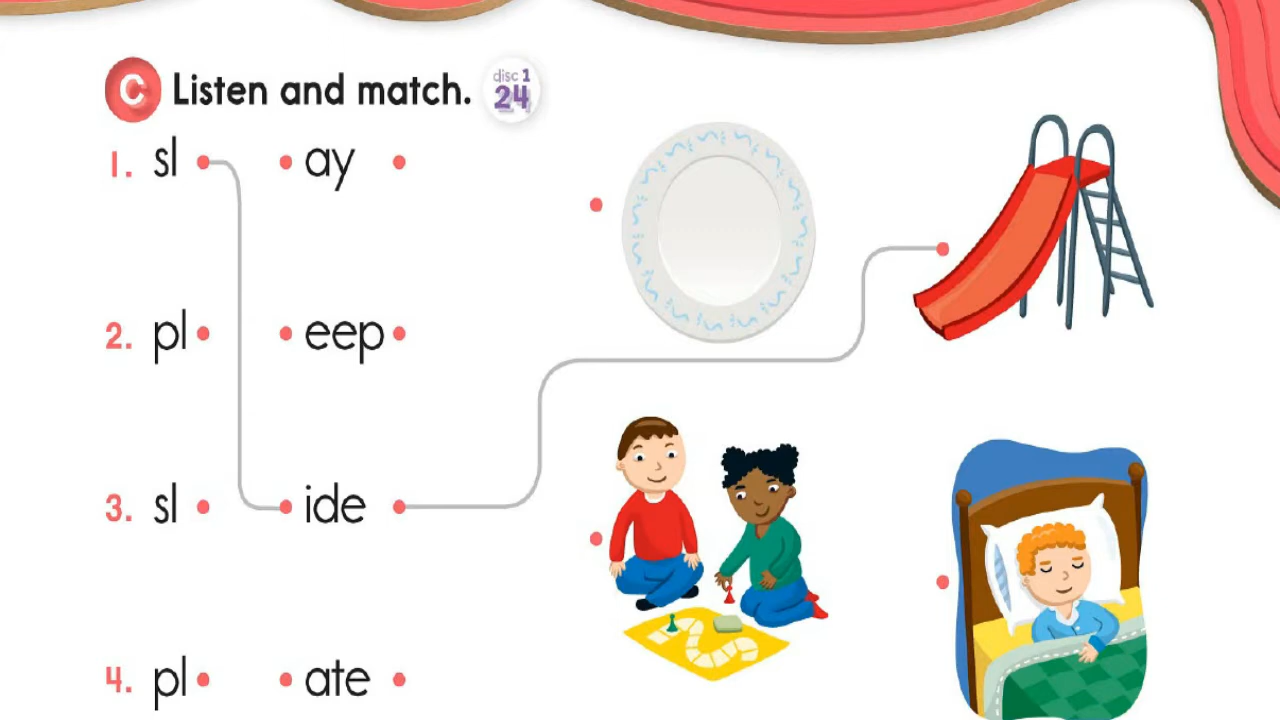 C Listen and match. disc 1 24
1. sl ay
2. pl eep
3. sl ide
4. pl ate